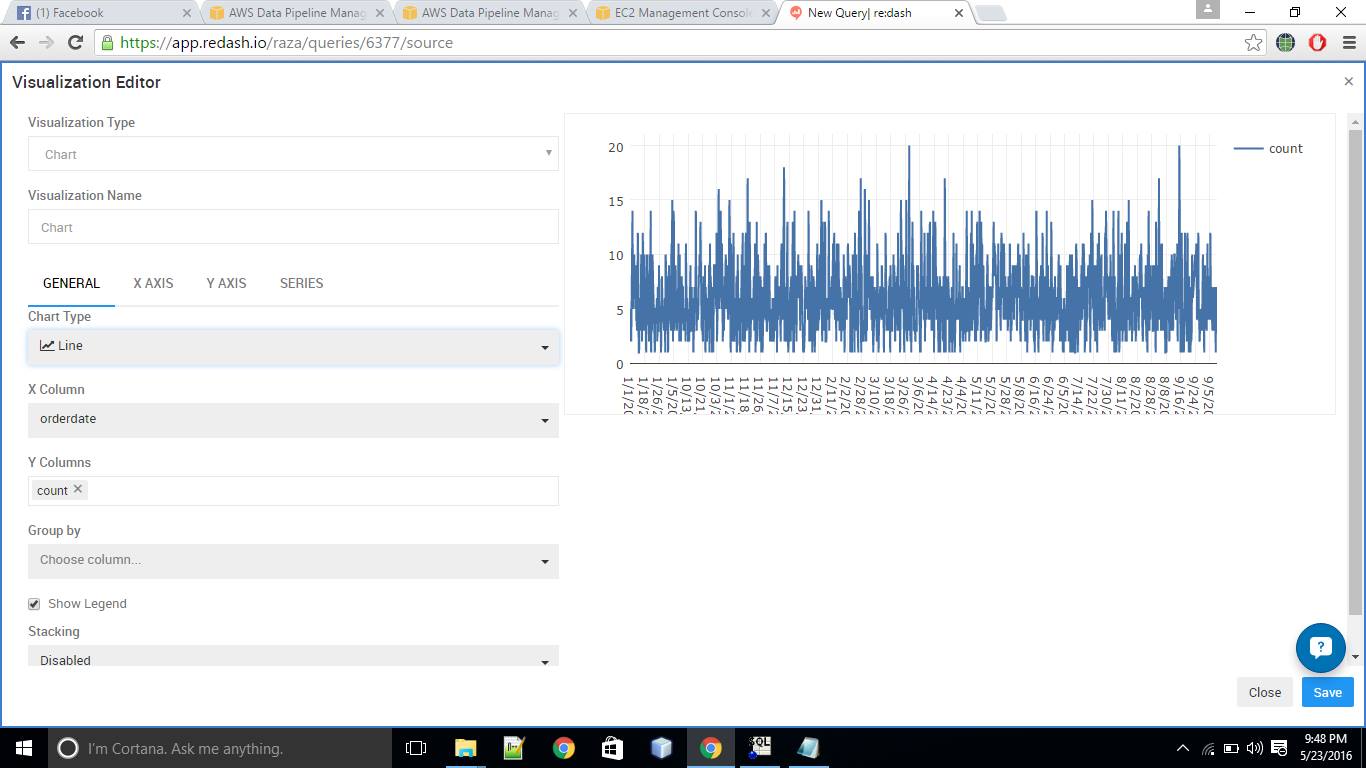 (1) Facebook
AWS Data Pipeline Manag
AWS Data Pipeline Manag
EC2 Management Console
New Query| re:dash
https://app.redash.io/raza/queries/6377/source
Visualization Editor
Visualization Type
Chart
Visualization Name
Chart
GENERAL X AXIS Y AXIS SERIES
Chart Type
Line
X Column
orderdate
Y Columns
count
Group by
Choose column...
Show Legend
Stacking
Disabled
20
15
10
5
0
count
1/1/20
1/18/2
1/26/2
1/5/20
10/13
10/21
10/3/2
11/18
11/26
11/7/2
12/15
12/23
12/31
2/11/2
2/2/20
2/28/2
3/10/2
3/18/2
3/26/2
3/6/20
4/14/2
4/23/2
4/4/20
5/11/2
5/2/20
5/8/20
6/16/2
6/24/2
6/5/20
7/14/2
7/22/2
7/30/2
8/11/2
8/2/20
8/28/2
8/8/20
9/16/2
9/24/2
9/5/20
Close Save
I'm Cortana. Ask me anything.
9:48 PM
5/23/2016